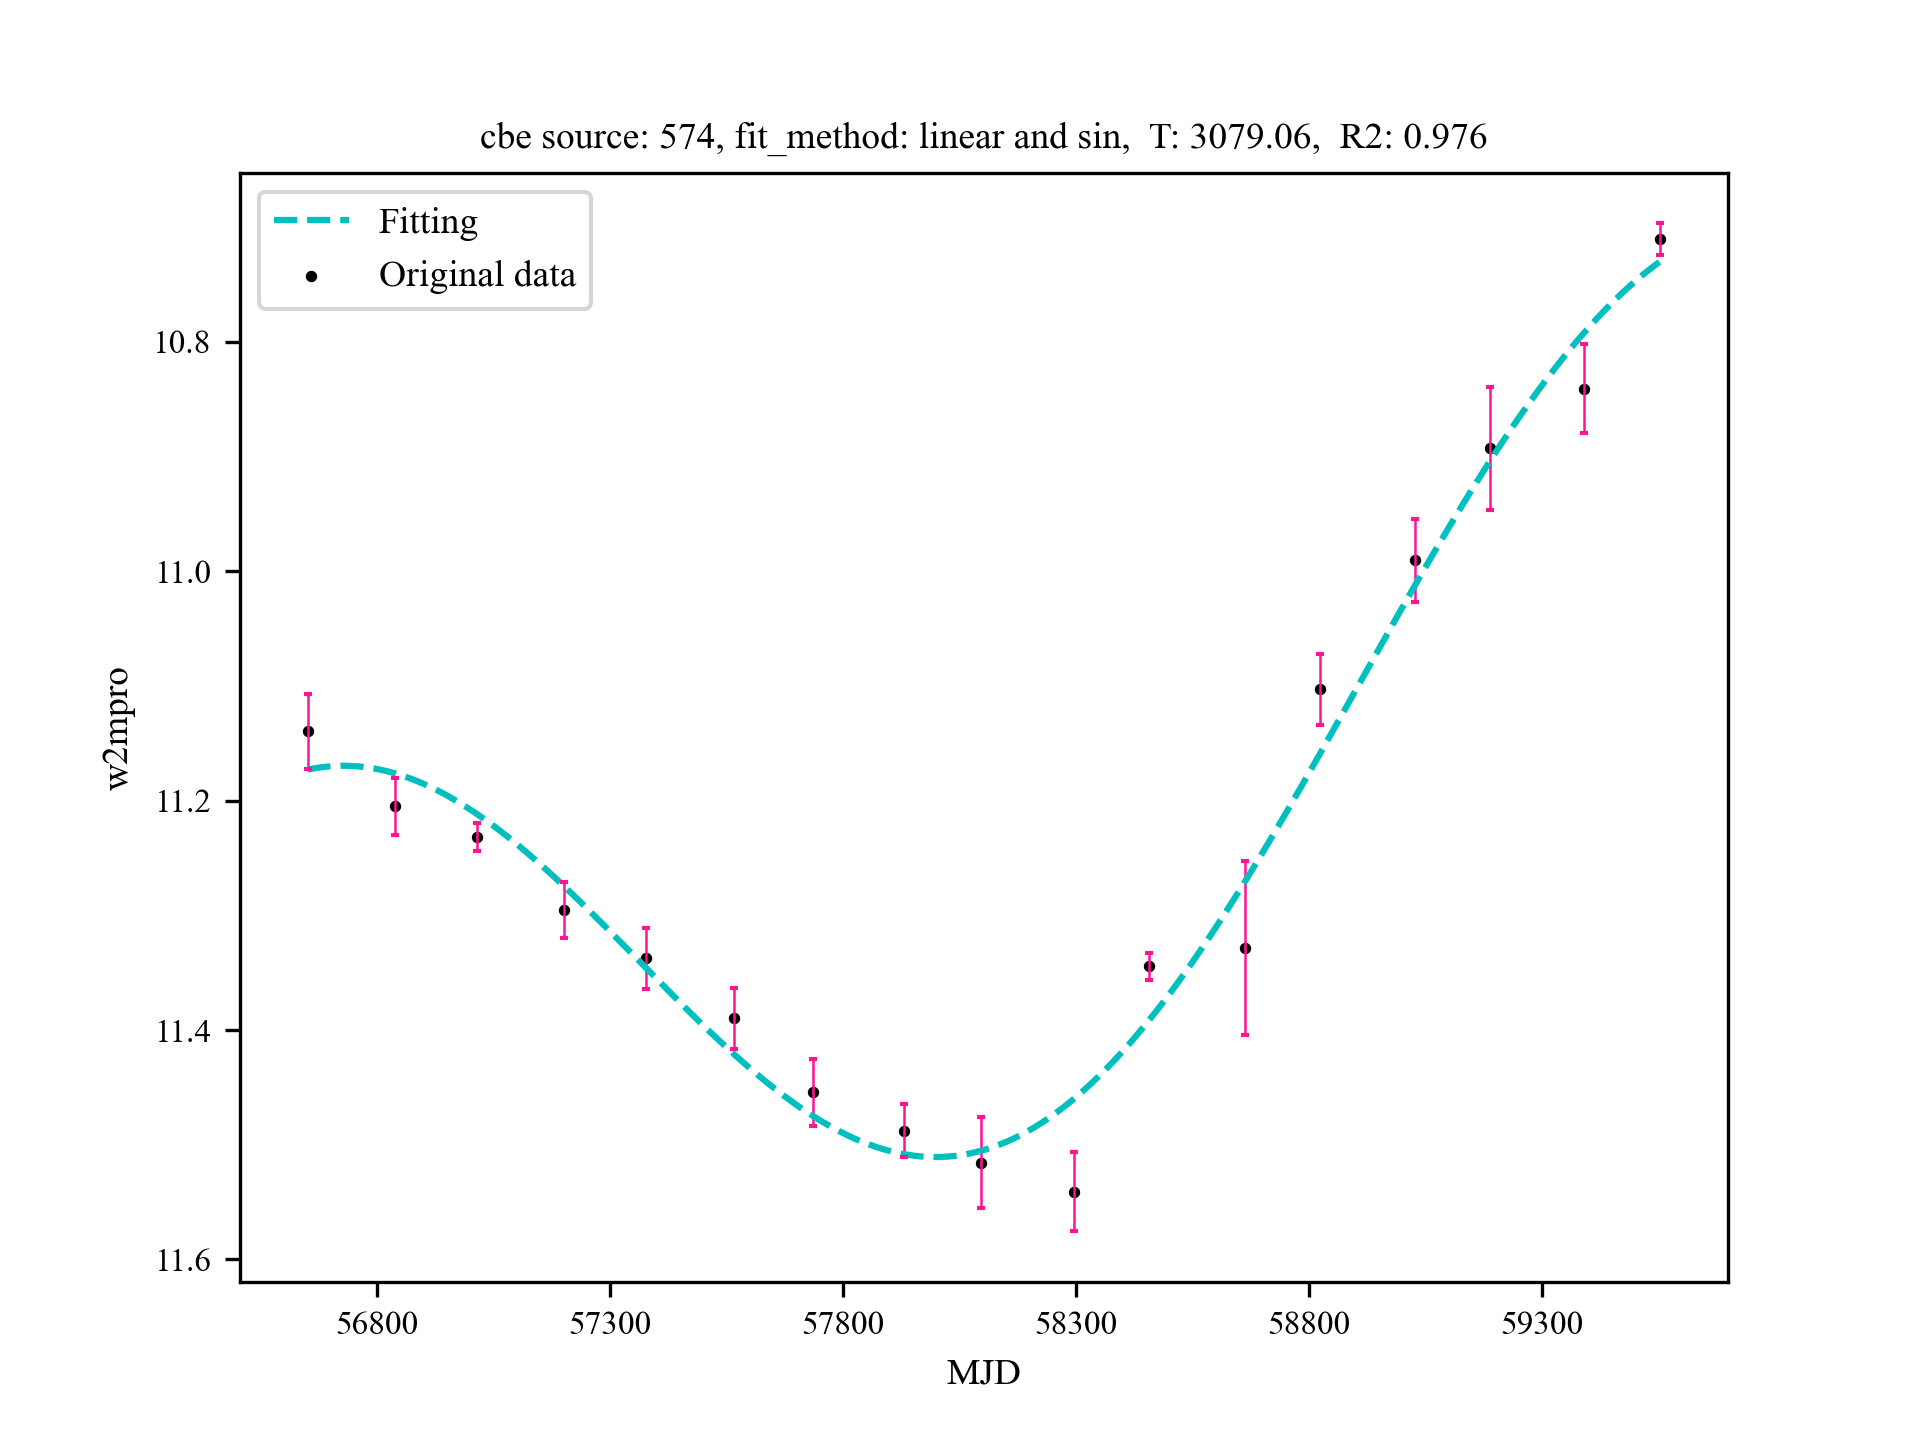 cbe source: 574, fit_method: linear and sin,  T: 3079.06,  R2: 0.976
Fitting
Original data
10.8
11.0
11.2
11.4
11.6
w2mpro
56800
57300
57800
58300
58800
59300
MJD